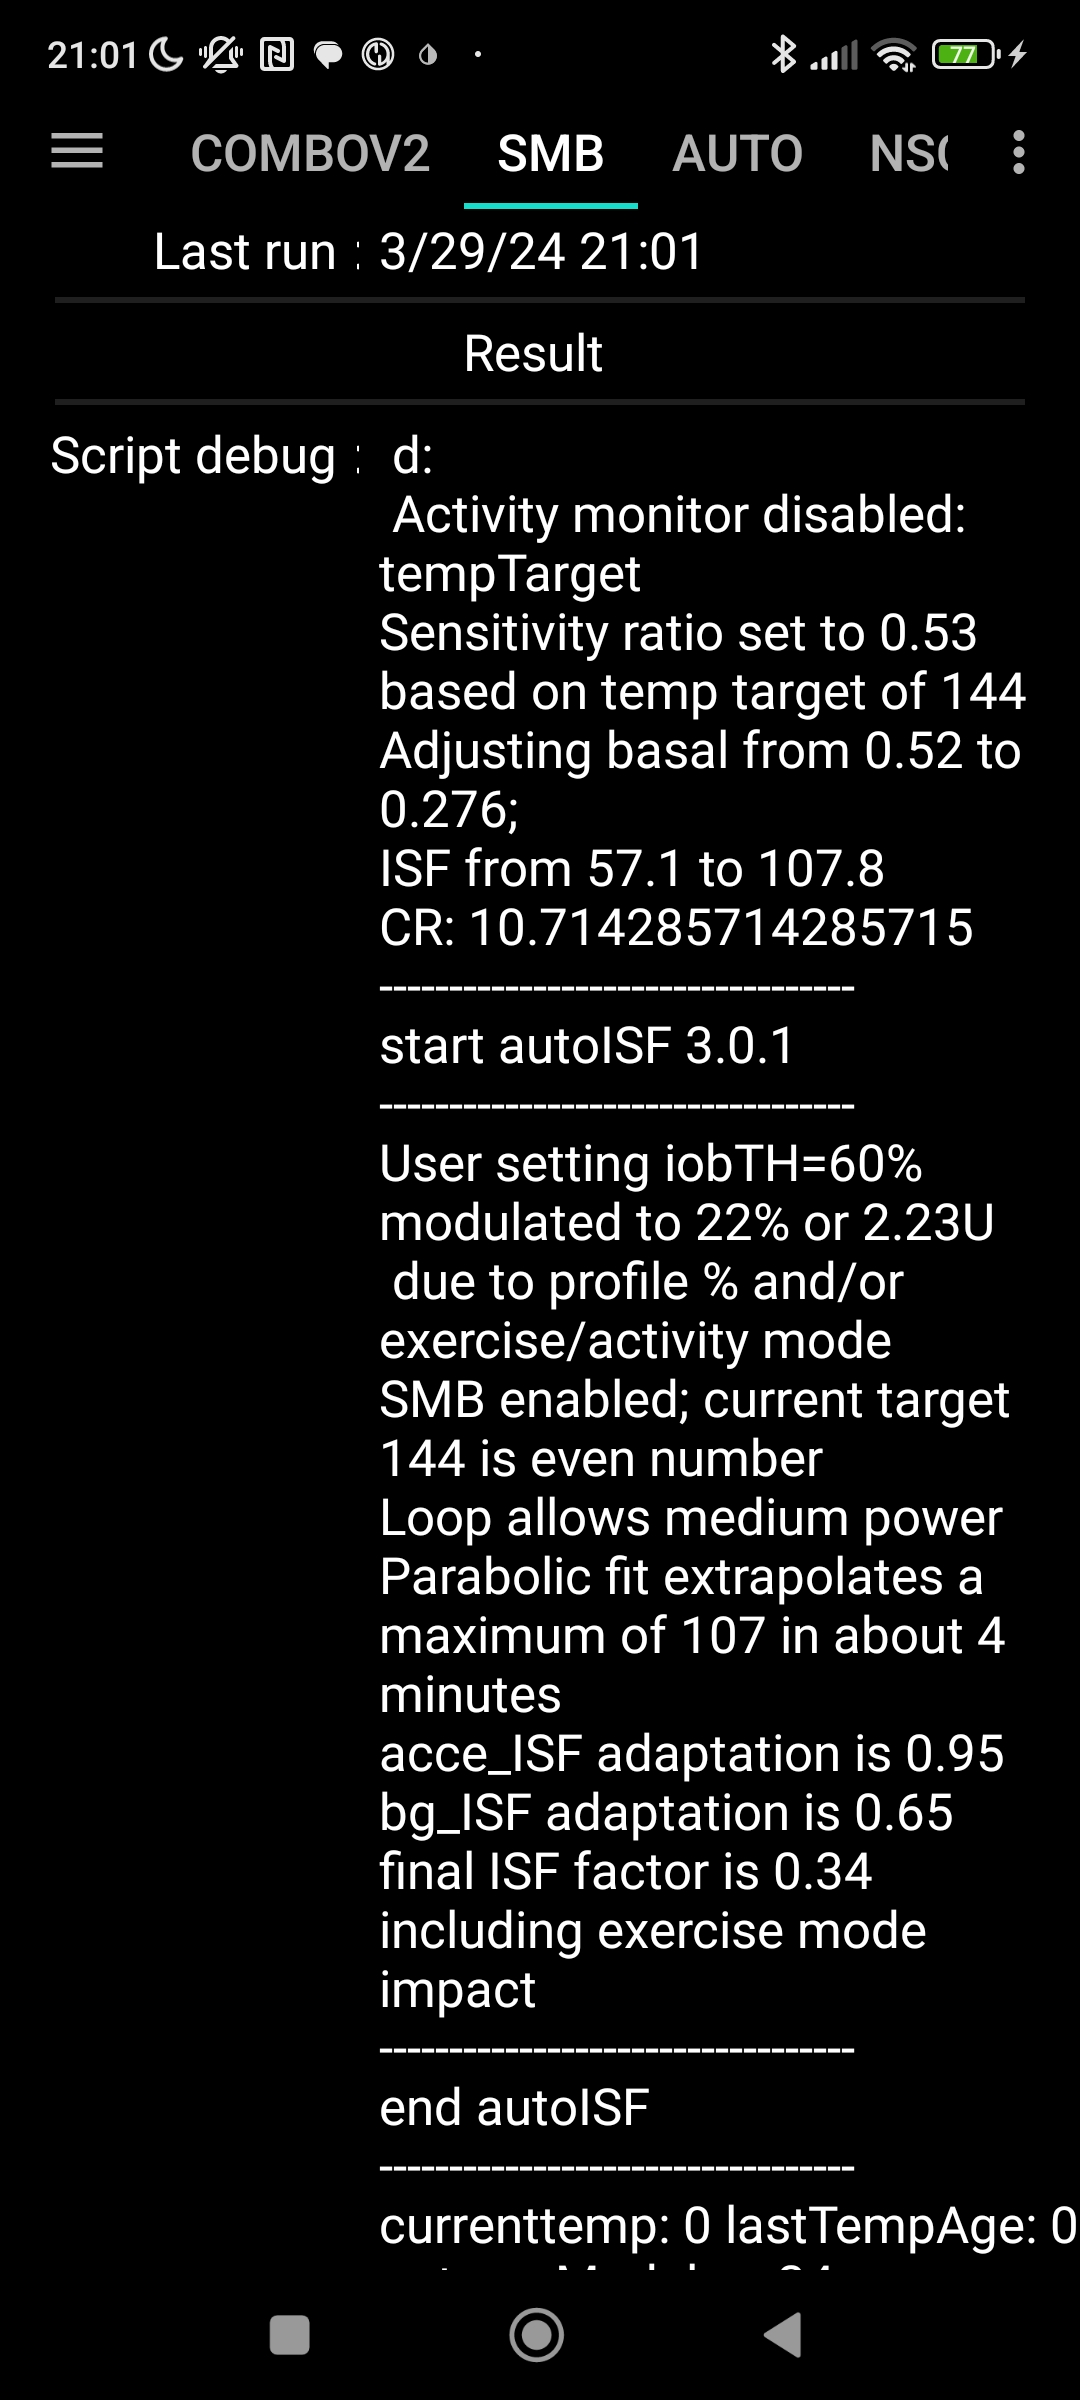 21:01 77
COMBOV2 SMB AUTO NS
Last run : 3/29/24 21:01
Result
Script debug : d:
Activity monitor disabled:
tempTarget
Sensitivity ratio set to 0.53
based on temp target of 144
Adjusting basal from 0.52 to
0.276;
ISF from 57.1 to 107.8
CR: 10.714285714285715
----------------------------------
start autoISF 3.0.1
----------------------------------
User setting iobTH=60%
modulated to 22% or 2.23U
due to profile % and/or
exercise/activity mode
SMB enabled; current target
144 is even number
Loop allows medium power
Parabolic fit extrapolates a
maximum of 107 in about 4
minutes
acce_ISF adaptation is 0.95
bg_ISF adaptation is 0.65
final ISF factor is 0.34
including exercise mode
impact
----------------------------------
end autoISF
----------------------------------
currenttemp: 0 lastTempAge: 0